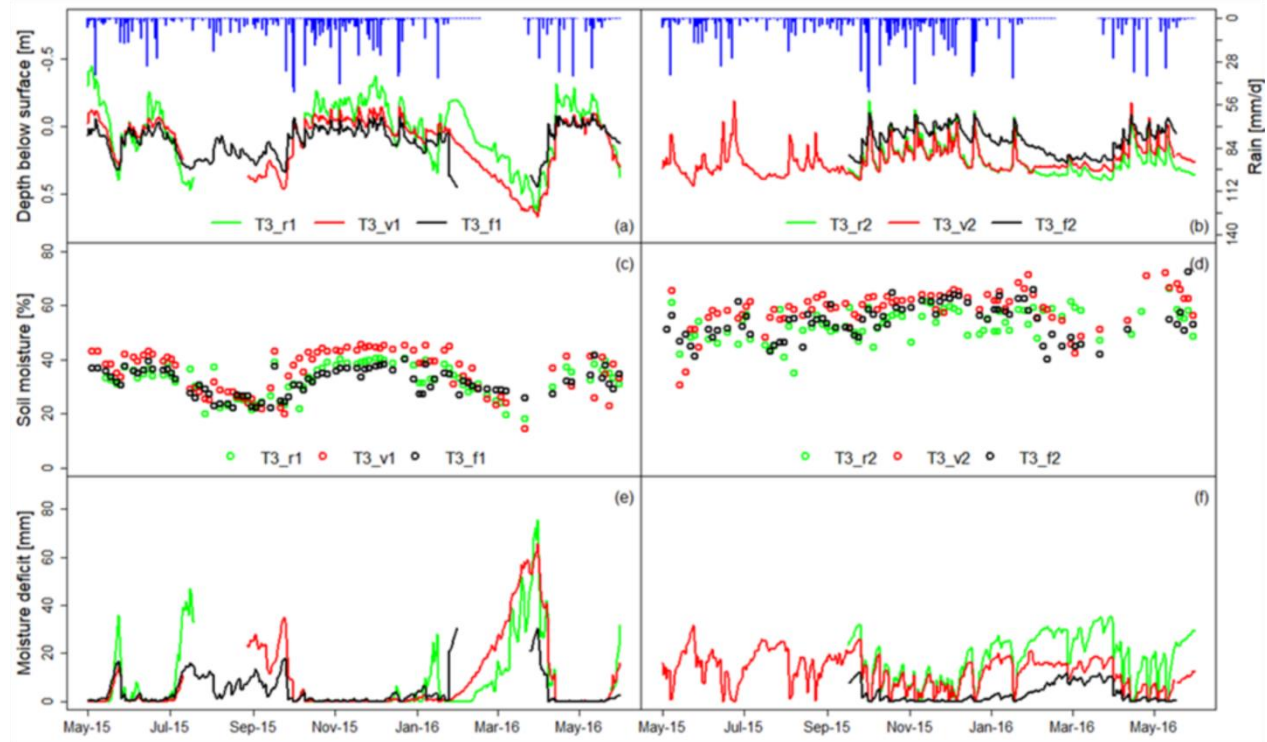 Depth below surface [m]
-0.5
0.0
0.5
T3_r1 T3_v1 T3_f1 (a)
T3_r2 T3_v2 T3_f2 (b)
0
28
56
84
112
140
Rain [mm/d]
Soil moisture [%]
80
60
40
20
0
(c)
T3_r1 T3_v1 T3_f1
(d)
T3_r2 T3_v2 T3_f2
Moisture deficit [mm]
80
60
40
20
0
(e)
(f)
May-15 Jul-15 Sep-15 Nov-15 Jan-16 Mar-16 May-16
May-15 Jul-15 Sep-15 Nov-15 Jan-16 Mar-16 May-16